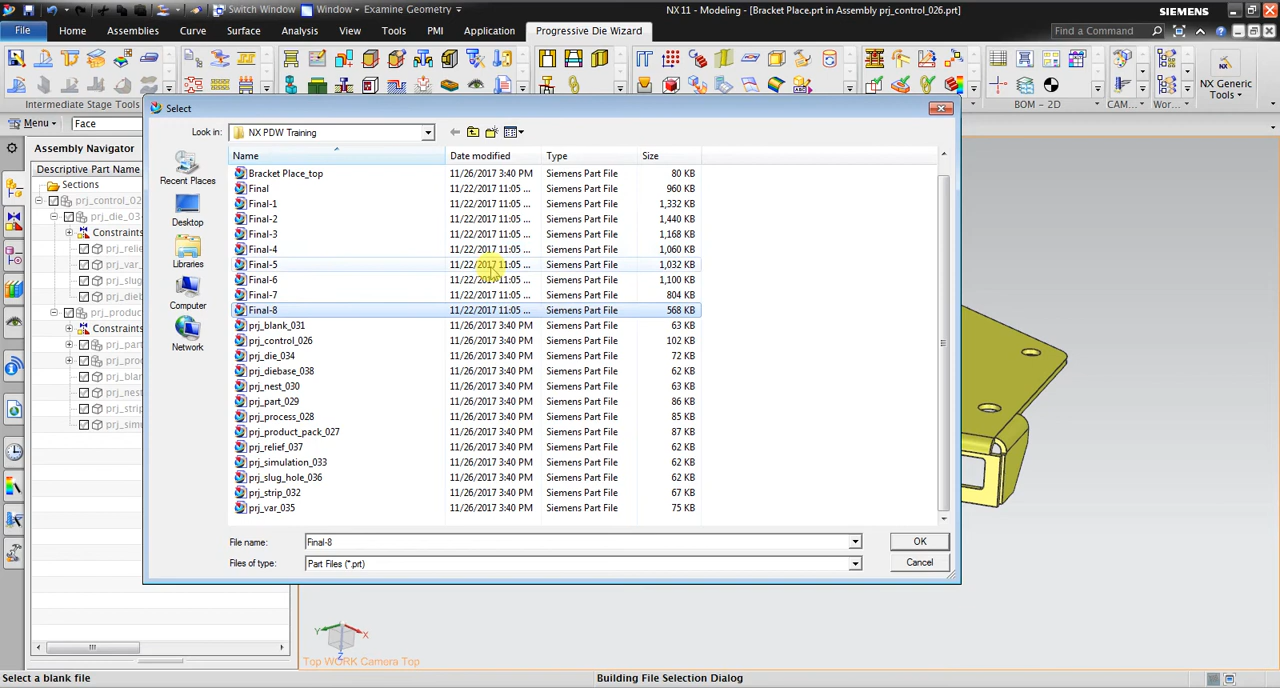 Switch Window Window Examine Geometry
NX 11 - Modeling - [Bracket Place.prt in Assembly prj_control_026.prt]
SIEMENS
File Home Assemblies Curve Surface Analysis View Tools PMI Application Progressive Die Wizard
Find a Command
Intermediate Stage Tools
BOM - 2D
CAM...
Wor...
NX Generic
Tools
Menu
Face
Assembly Navigator
Descriptive Part Name
Sections
prj_control_02
prj_die_03
Constraints
prj_relie
prj_var_
prj_slug
prj_dieb
prj_produc
Constraints
prj_part
prj_proc
prj_blan
prj_nest
prj_strip
prj_simu
Select
Look in: NX PDW Training
Recent Places
Desktop
Libraries
Computer
Network
Name Date modified Type Size
Bracket Place_top 11/26/2017 3:40 PM Siemens Part File 80 KB
Final 11/22/2017 11:05 ... Siemens Part File 960 KB
Final-1 11/22/2017 11:05 ... Siemens Part File 1,332 KB
Final-2 11/22/2017 11:05 ... Siemens Part File 1,440 KB
Final-3 11/22/2017 11:05 ... Siemens Part File 1,168 KB
Final-4 11/22/2017 11:05 ... Siemens Part File 1,060 KB
Final-5 11/22/2017 11:05 ... Siemens Part File 1,032 KB
Final-6 11/22/2017 11:05 ... Siemens Part File 1,100 KB
Final-7 11/22/2017 11:05 ... Siemens Part File 804 KB
Final-8 11/22/2017 11:05 ... Siemens Part File 568 KB
prj_blank_031 11/26/2017 3:40 PM Siemens Part File 63 KB
prj_control_026 11/26/2017 3:40 PM Siemens Part File 102 KB
prj_die_034 11/26/2017 3:40 PM Siemens Part File 72 KB
prj_diebase_038 11/26/2017 3:40 PM Siemens Part File 62 KB
prj_nest_030 11/26/2017 3:40 PM Siemens Part File 63 KB
prj_part_029 11/26/2017 3:40 PM Siemens Part File 86 KB
prj_process_028 11/26/2017 3:40 PM Siemens Part File 85 KB
prj_product_pack_027 11/26/2017 3:40 PM Siemens Part File 87 KB
prj_relief_037 11/26/2017 3:40 PM Siemens Part File 62 KB
prj_simulation_033 11/26/2017 3:40 PM Siemens Part File 62 KB
prj_slug_hole_036 11/26/2017 3:40 PM Siemens Part File 62 KB
prj_strip_032 11/26/2017 3:40 PM Siemens Part File 67 KB
prj_var_035 11/26/2017 3:40 PM Siemens Part File 75 KB
File name: Final-8 OK
Files of type: Part Files (*.prt) Cancel
Y X
Z
Top WORK Camera Top
Select a blank file
Building File Selection Dialog